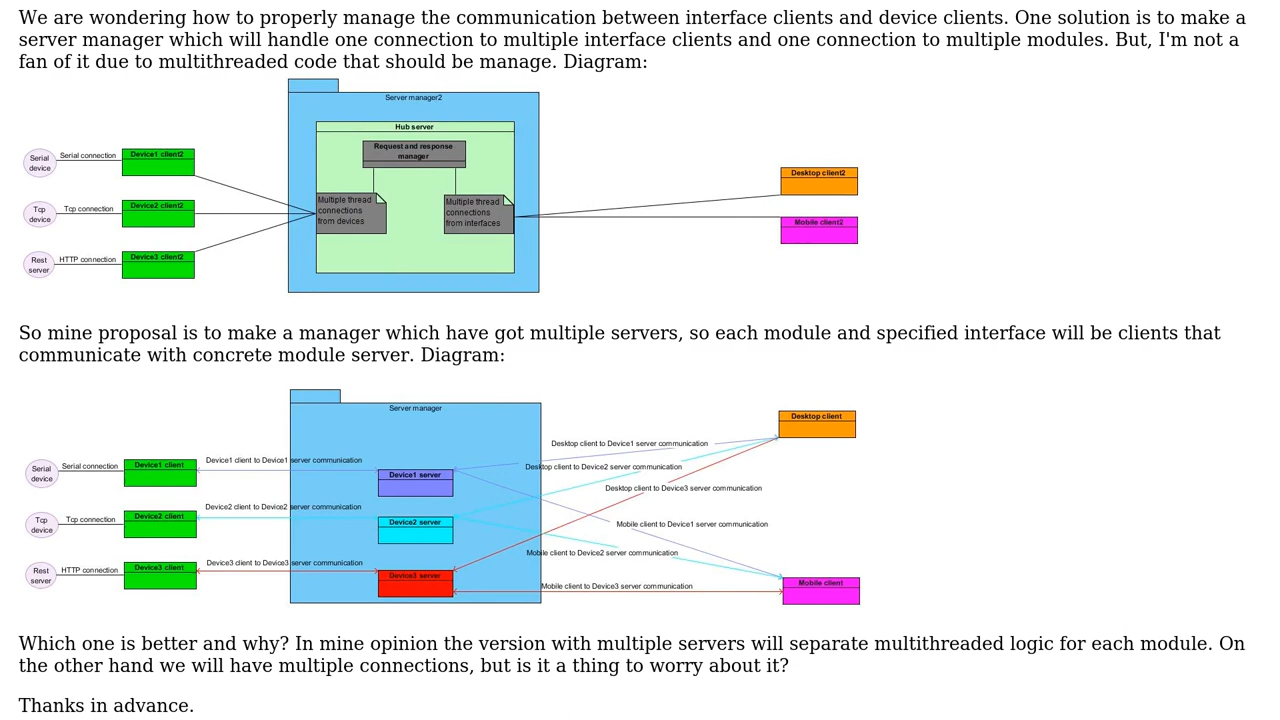 We are wondering how to properly manage the communication between interface clients and device clients. One solution is to make a
server manager which will handle one connection to multiple interface clients and one connection to multiple modules. But, I'm not a
fan of it due to multithreaded code that should be manage. Diagram:
Server manager2
Hub server
Request and response
manager
Serial
device
Serial connection
Device1 client2
Tcp
device
Tcp connection
Device2 client2
Rest
server
HTTP connection
Device3 client2
Multiple thread
connections
from devices
Multiple thread
connections
from interfaces
Desktop client2
Mobile client2
So mine proposal is to make a manager which have got multiple servers, so each module and specified interface will be clients that
communicate with concrete module server. Diagram:
Server manager
Desktop client
Serial
device
Serial connection
Device1 client
Device1 client to Device1 server communication
Device1 server
Desktop client to Device1 server communication
Desktop client to Device2 server communication
Desktop client to Device3 server communication
Tcp
device
Tcp connection
Device2 client
Device2 client to Device2 server communication
Device2 server
Mobile client to Device1 server communication
Mobile client to Device2 server communication
Rest
server
HTTP connection
Device3 client
Device3 client to Device3 server communication
Device3 server
Mobile client to Device3 server communication
Mobile client
Which one is better and why? In mine opinion the version with multiple servers will separate multithreaded logic for each module. On
the other hand we will have multiple connections, but is it a thing to worry about it?
Thanks in advance.